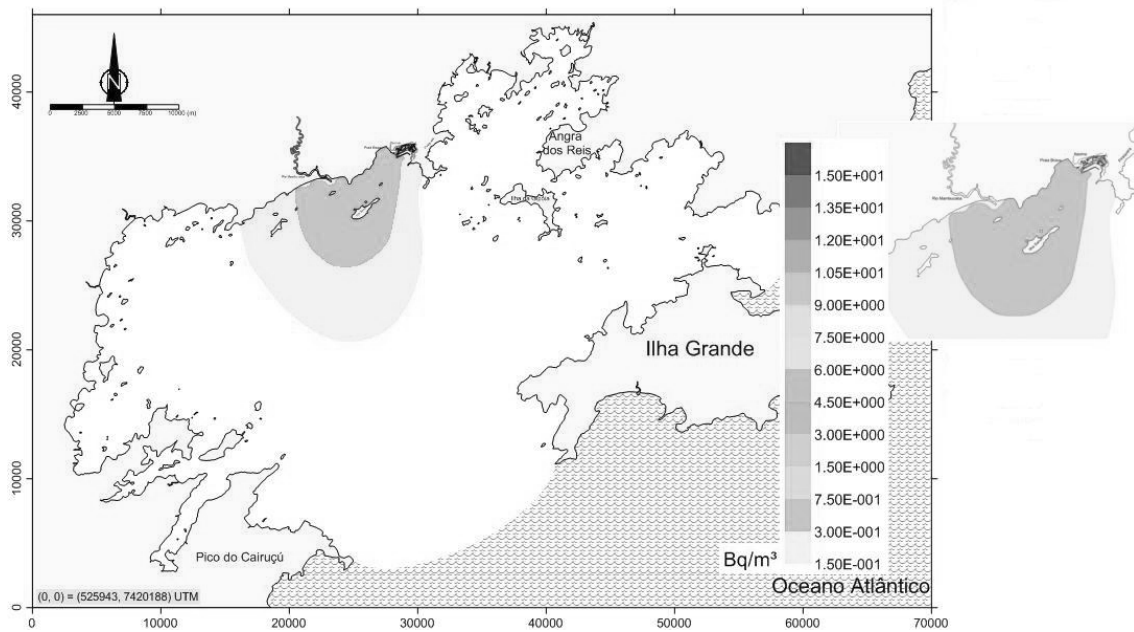 N
0 2500 5000 7500 10000 (m)
40000
30000
20000
10000
0
0 10000 20000 30000 40000 50000 60000 70000
Angra
dos Reis
Ilha Grande
Pico do Cairuçú
Oceano Atlântico
(0, 0) = (525943, 7420188) UTM
Bq/m³
1.50E+001
1.35E+001
1.20E+001
1.05E+001
9.00E+000
7.50E+000
6.00E+000
4.50E+000
3.00E+000
1.50E+000
7.50E-001
3.00E-001
1.50E-001